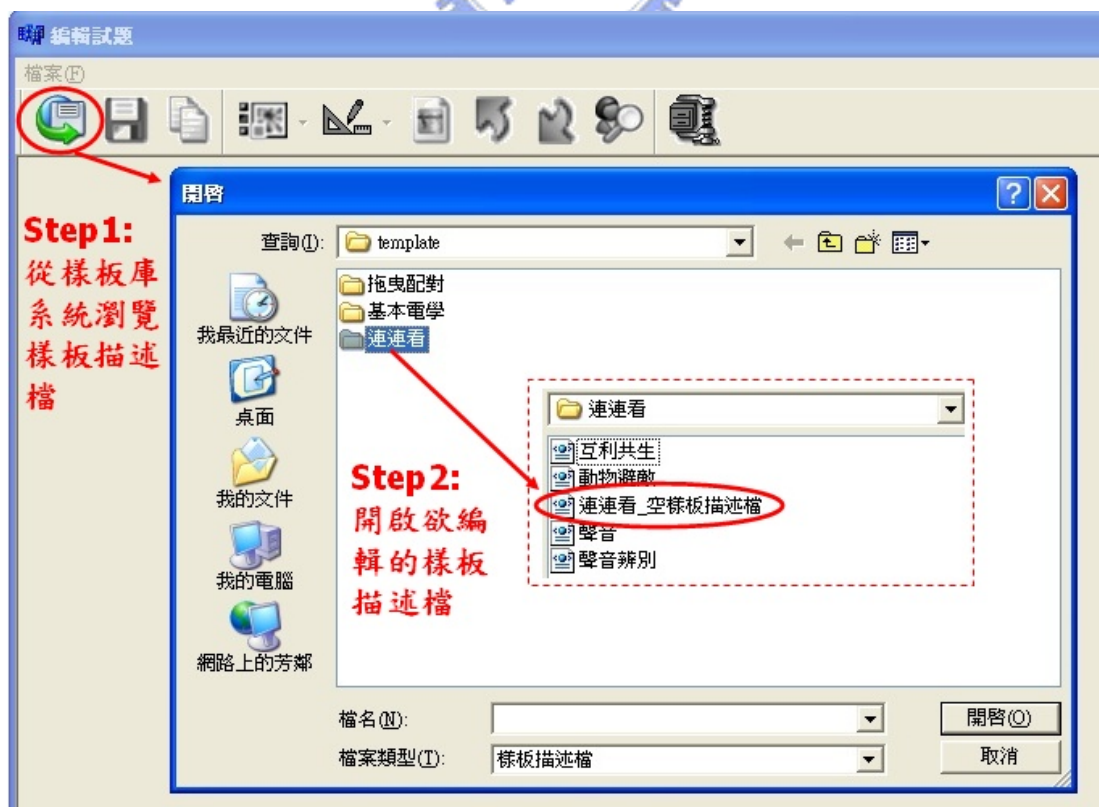 編輯試題
檔案(F)
開啓
Step1:
從樣板庫
系統瀏覽
樣板描述
檔
查詢(I):
template
我最近的文件
桌面
我的文件
我的電腦
網路上的芳鄰
拖曳配對
基本電學
連連看
Step2:
開啟欲編
輯的樣板
描述檔
連連看
互利共生
動物避敵
連連看_空樣板描述檔
聲音
聲音辨別
檔名(N):
開啓(O)
檔案類型(T):
樣板描述檔
取消